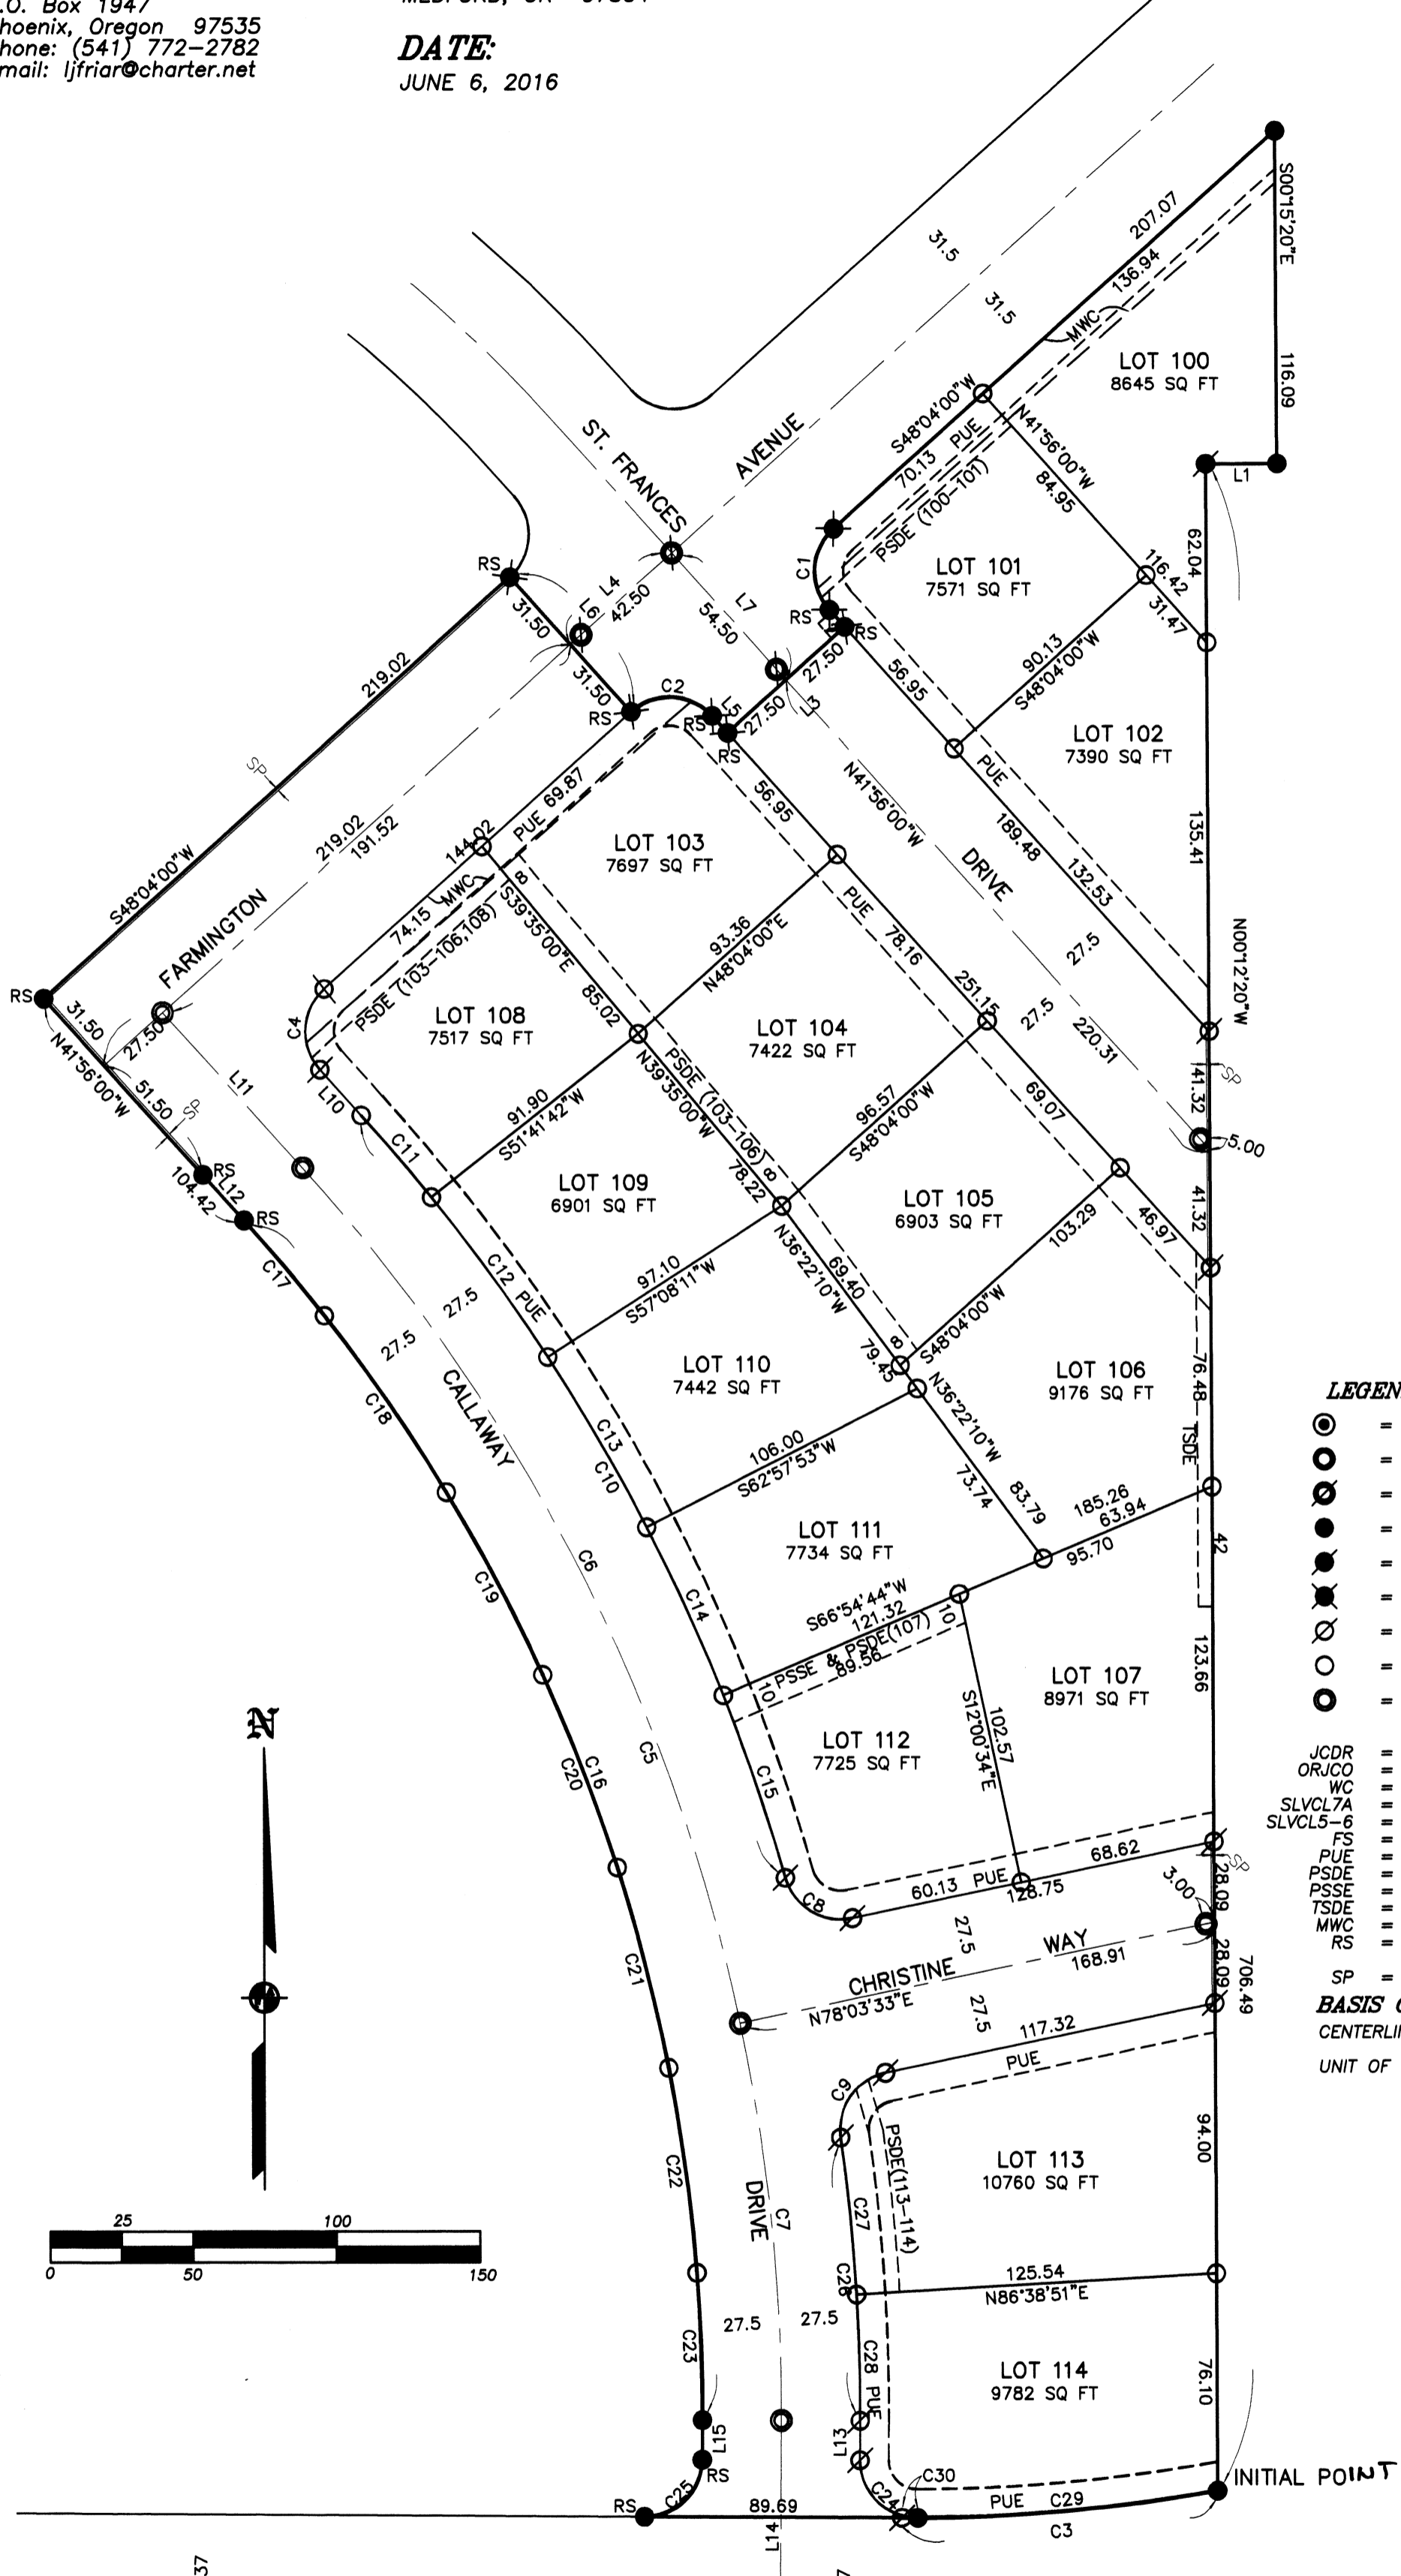 .O. Box 1947
hoenix, Oregon 97535
hone: (541) 772-2782
mail: ljfriar@charter.net
DATE:
JUNE 6, 2016
207.07
136.94
S00°15'20"E
116.09
31.5
31.5
MWC
LOT 100
8645 SQ FT
L1
S48°04'00"W
70.13
PUE
PSDE (100-101)
N41°56'00"W
84.95
116.42
31.47
62.04
ST. FRANCES
AVENUE
C1
LOT 101
7571 SQ FT
RS
RS
RS
L6
L4
42.50
L7
54.50
31.50
31.50
27.50
27.50
L3
L5
C2
RS
RS
RS
56.95
90.13
S48°04'00"W
LOT 102
7390 SQ FT
PUE
189.48
132.53
135.41
219.02
SP
S48°04'00"W
219.02
191.52
FARMINGTON
RS
31.50
27.50
N41°56'00"W
51.50
SP
104.42
RS
L12
RS
L11
144.02
PUE 69.87
74.15
MWC
8
PSDE (103-106,108)
C4
L10
LOT 103
7697 SQ FT
56.95
N41°56'00"W
DRIVE
27.5
27.5
220.31
PUE
78.16
251.15
93.36
N48°04'00"E
S39°35'00"E
85.02
LOT 108
7517 SQ FT
LOT 104
7422 SQ FT
N00°12'20"W
SP
41.32
5.00
41.32
69.07
46.97
96.57
S48°04'00"W
PSDE (103-106)
8
N39°35'00"W
78.22
91.90
S51°41'42"W
C11
LOT 109
6901 SQ FT
LOT 105
6903 SQ FT
103.29
S48°04'00"W
N36°22'10"W
69.40
97.10
S57°08'11"W
C12
PUE
C17
27.5
27.5
CALLAWAY
C18
LOT 110
7442 SQ FT
79.45
8
LOT 106
9176 SQ FT
76.48
TSDE
N36°22'10"W
73.74
83.79
C13
C10
106.00
S62°57'53"W
LOT 111
7734 SQ FT
185.26
63.94
95.70
42
C6
C19
C14
S66°54'44"W
121.32
PSSE & PSDE(107)
89.56
10
10
123.66
LOT 107
8971 SQ FT
S12°00'34"E
102.57
LOT 112
7725 SQ FT
C5
C15
C20
C16
68.62
60.13
PUE
128.75
C8
SP
28.09
3.00
28.09
706.49
C21
27.5
CHRISTINE
WAY
N78°03'33"E
168.91
27.5
117.32
PUE
C9
C22
DRIVE
C7
PSDE(113-114)
C27
C26
LOT 113
10760 SQ FT
94.00
125.54
N86°38'51"E
27.5
27.5
C23
C28
PUE
LOT 114
9782 SQ FT
76.10
L15
L13
RS
C25
C24
C30
RS
89.69
L14
PUE
C29
C3
INITIAL POINT
N
25
100
0
50
150
LEGEN
=
=
=
=
=
=
=
=
=
JCDR =
ORJCO =
WC =
SLVCL7A =
SLVCL5-6 =
FS =
PUE =
PSDE =
PSSE =
TSDE =
MWC =
RS =
SP =
BASIS O
CENTERLIN
UNIT OF
37